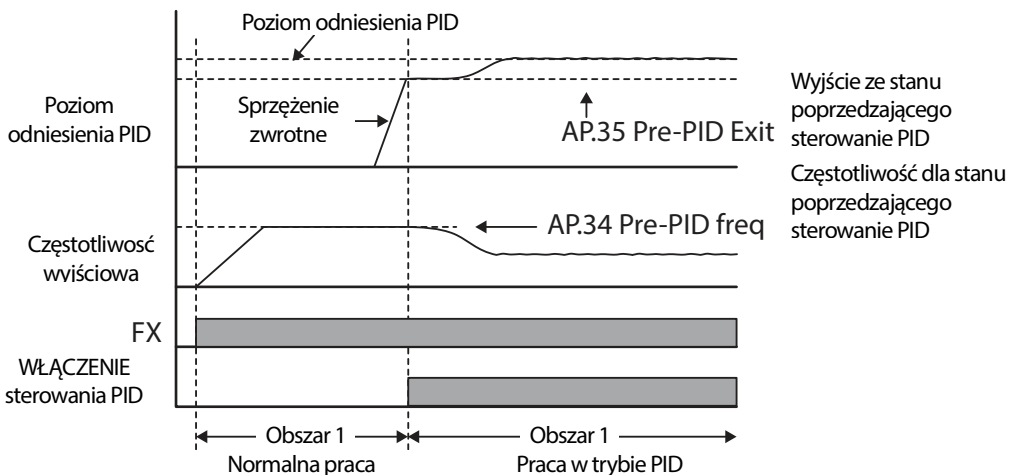 Poziom odniesienia PID
Poziom
odniesienia PID
Sprzężenie
zwrotne
AP.35 Pre-PID Exit
Wyjście ze stanu
poprzedzającego
sterowanie PID
Częstotliwość dla stanu
poprzedzającego
sterowanie PID
AP.34 Pre-PID freq
Częstotliwosć
wyjściowa
FX
WŁĄCZENIE
sterowania PID
Obszar 1
Normalna praca
Obszar 1
Praca w trybie PID